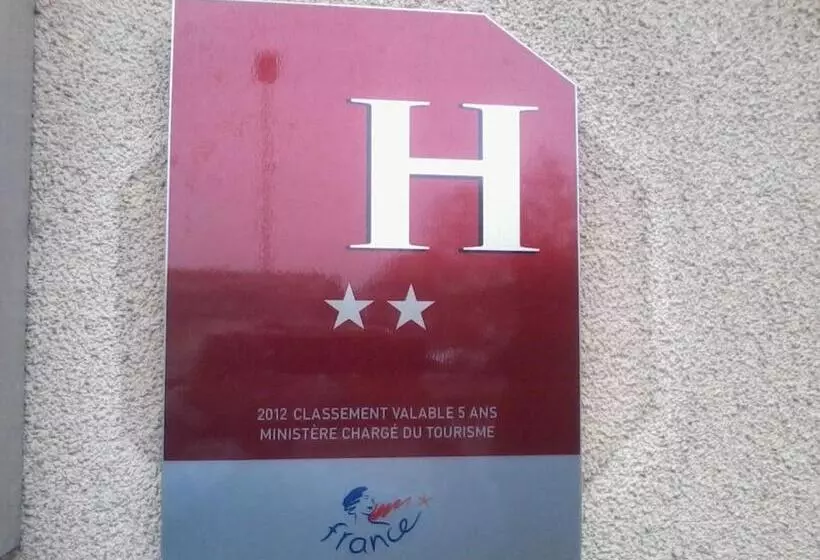 H
2012 CLASSEMENT VALABLE 5 ANS
MINISTÈRE CHARGÉ DU TOURISME
france